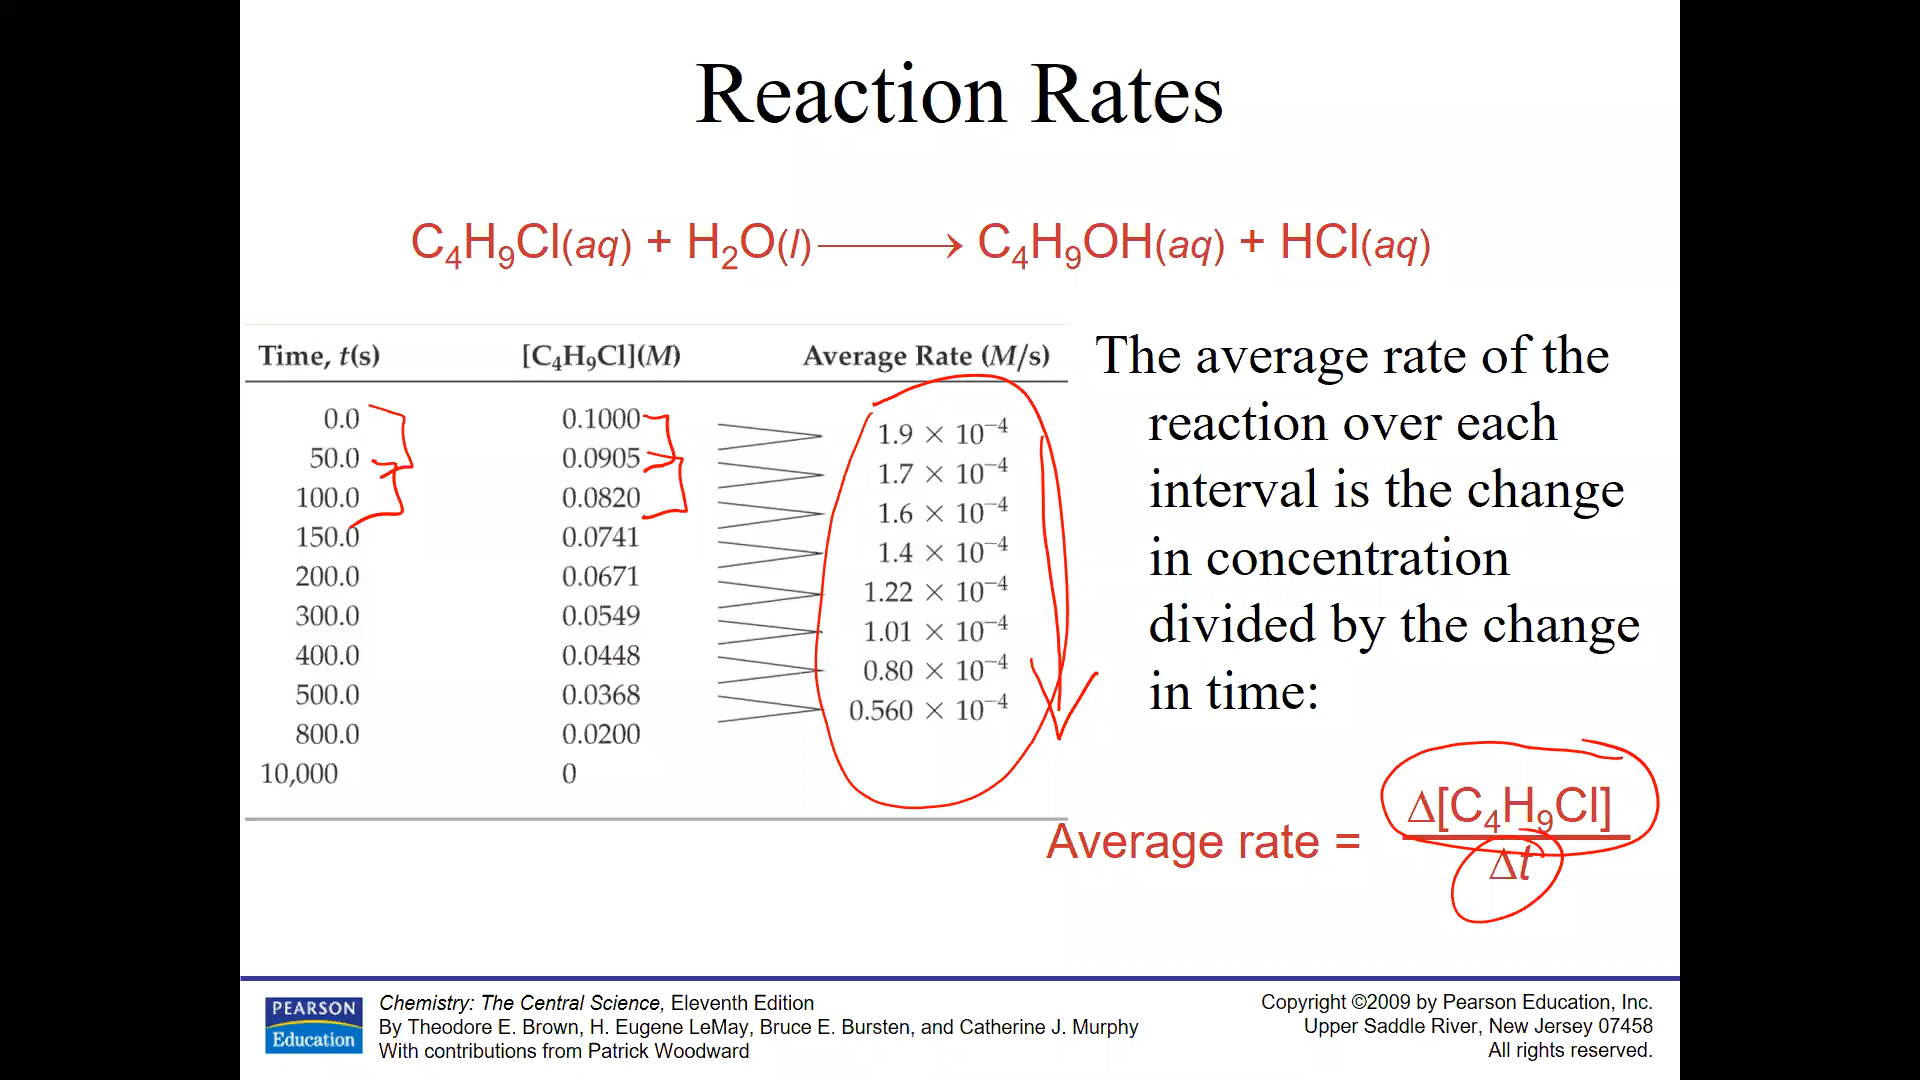 Reaction Rates
C₄H₉Cl(aq) + H₂O(l) ⟶ C₄H₉OH(aq) + HCl(aq)
Time, t(s) [C₄H₉Cl](M) Average Rate (M/s)
0.0 0.1000
1.9 × 10⁻⁴
50.0 0.0905
1.7 × 10⁻⁴
100.0 0.0820
1.6 × 10⁻⁴
150.0 0.0741
1.4 × 10⁻⁴
200.0 0.0671
1.22 × 10⁻⁴
300.0 0.0549
1.01 × 10⁻⁴
400.0 0.0448
0.80 × 10⁻⁴
500.0 0.0368
0.560 × 10⁻⁴
800.0 0.0200
10,000 0
The average rate of the
reaction over each
interval is the change
in concentration
divided by the change
in time:
Δ[C₄H₉Cl]
Average rate =
Δt
PEARSON
Education
Chemistry: The Central Science, Eleventh Edition
By Theodore E. Brown, H. Eugene LeMay, Bruce E. Bursten, and Catherine J. Murphy
With contributions from Patrick Woodward
Copyright ©2009 by Pearson Education, Inc.
Upper Saddle River, New Jersey 07458
All rights reserved.